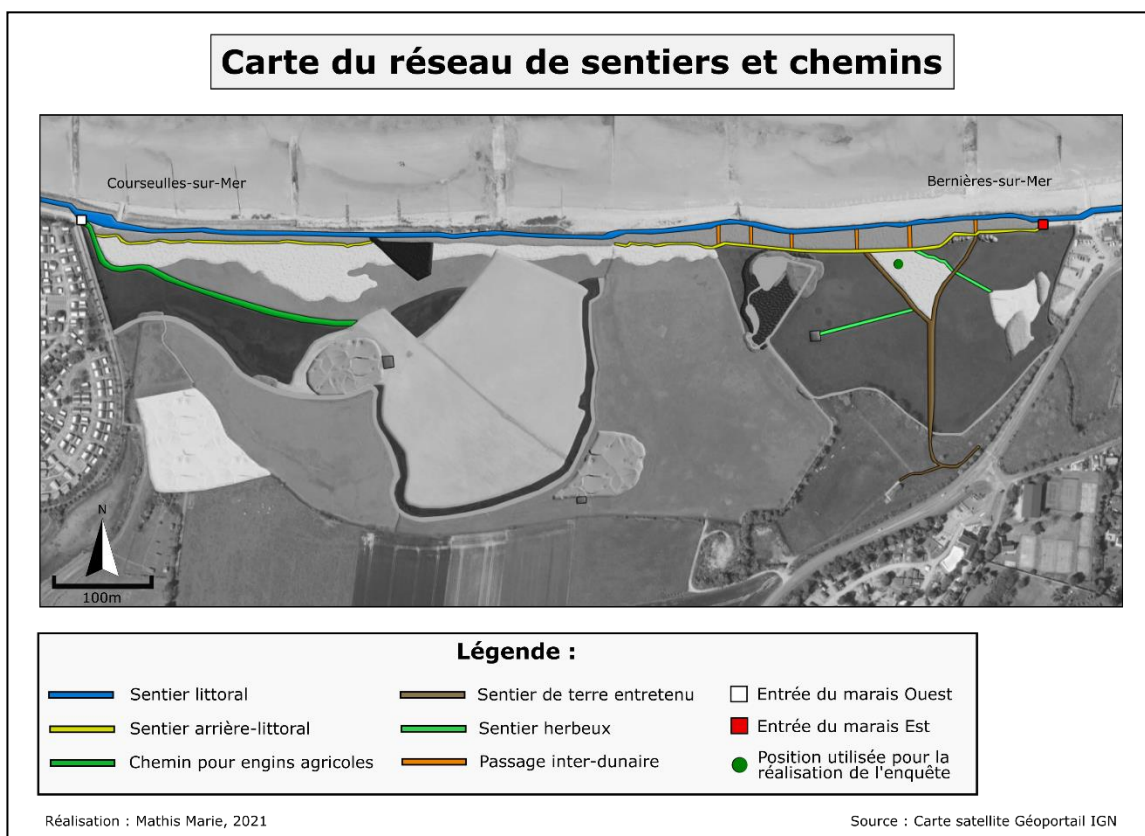 Carte du réseau de sentiers et chemins
Courseulles-sur-Mer
Bernières-sur-Mer
N
100m
Légende :
Sentier littoral
Sentier arrière-littoral
Chemin pour engins agricoles
Sentier de terre entretenu
Sentier herbeux
Passage inter-dunaire
Entrée du marais Ouest
Entrée du marais Est
Position utilisée pour la
réalisation de l'enquête
Réalisation : Mathis Marie, 2021
Source : Carte satellite Géoportail IGN